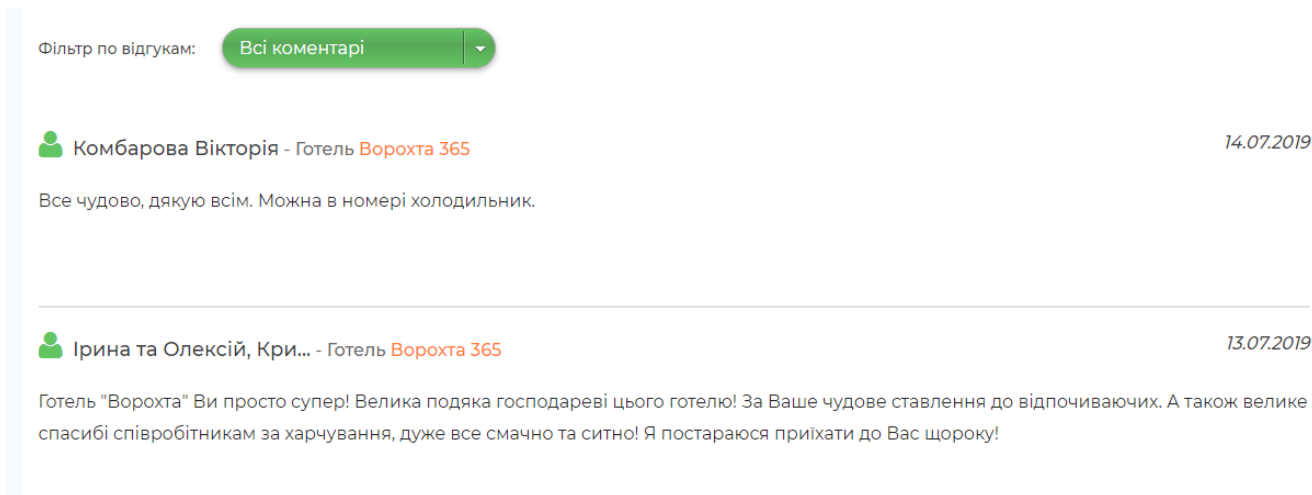 Фільтр по відгукам: Всі коментарі
Комбарова Вікторія - Готель Ворохта 365 14.07.2019
Все чудово, дякую всім. Можна в номері холодильник.
Ірина та Олексій, Кри... - Готель Ворохта 365 13.07.2019
Готель "Ворохта" Ви просто супер! Велика подяка господареві цього готелю! За Ваше чудове ставлення до відпочиваючих. А також велике
спасибі співробітникам за харчування, дуже все смачно та ситно! Я постараюся приїхати до Вас щороку!